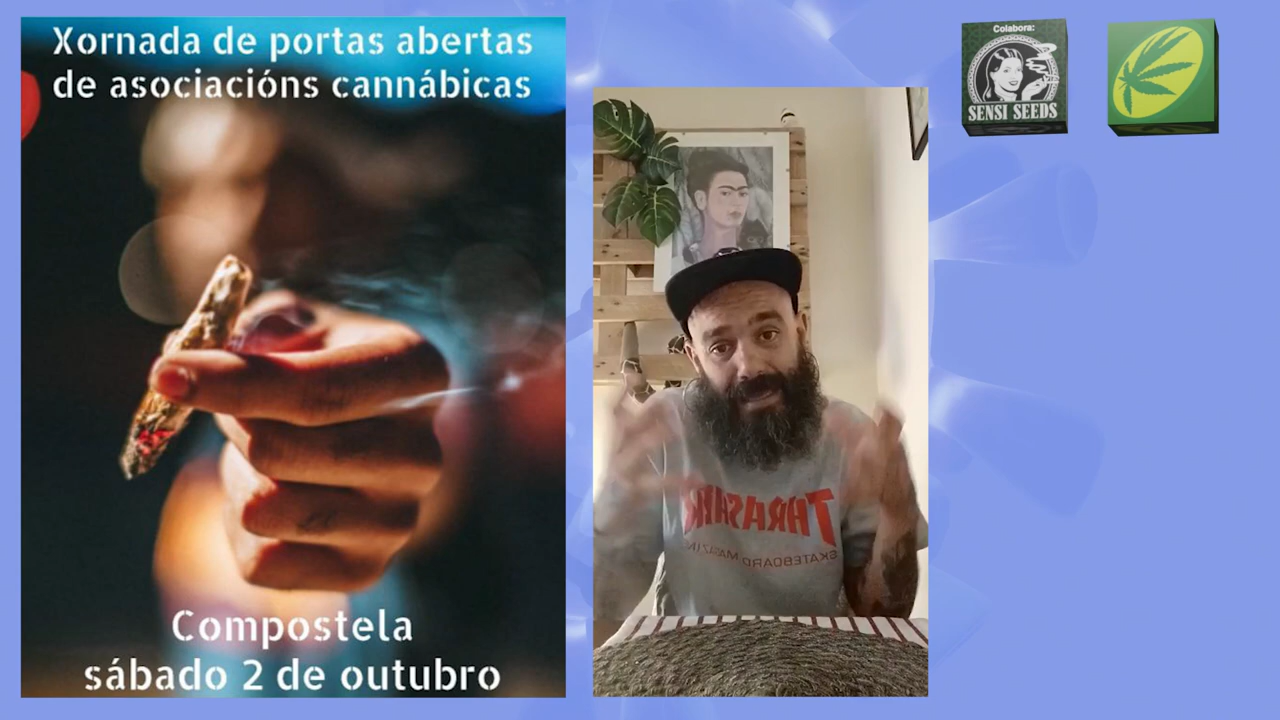 Xornada de portas abertas
de asociacións cannábicas
Compostela
sábado 2 de outubro
Colabora:
SENSI SEEDS
THRASHER
SKATEBOARD MAGAZINE